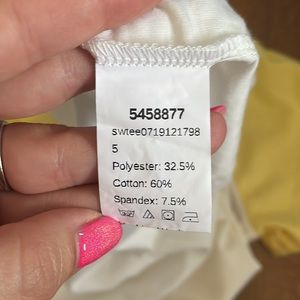 5458877
swtee0719121798
5
Polyester: 32.5%
Cotton: 60%
Spandex: 7.5%